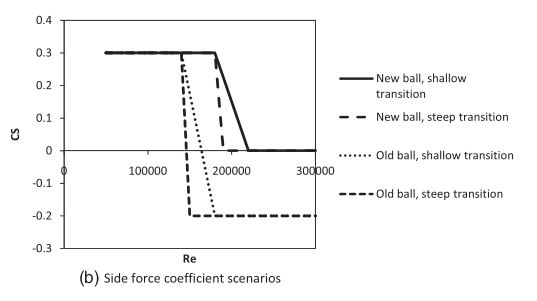 0.4
0.3
0.2
0.1
0
-0.1
-0.2
-0.3
CS
0 100000 200000 300000
Re
New ball, shallow
transition
New ball, steep transition
Old ball, shallow transition
Old ball, steep transition
(b) Side force coefficient scenarios